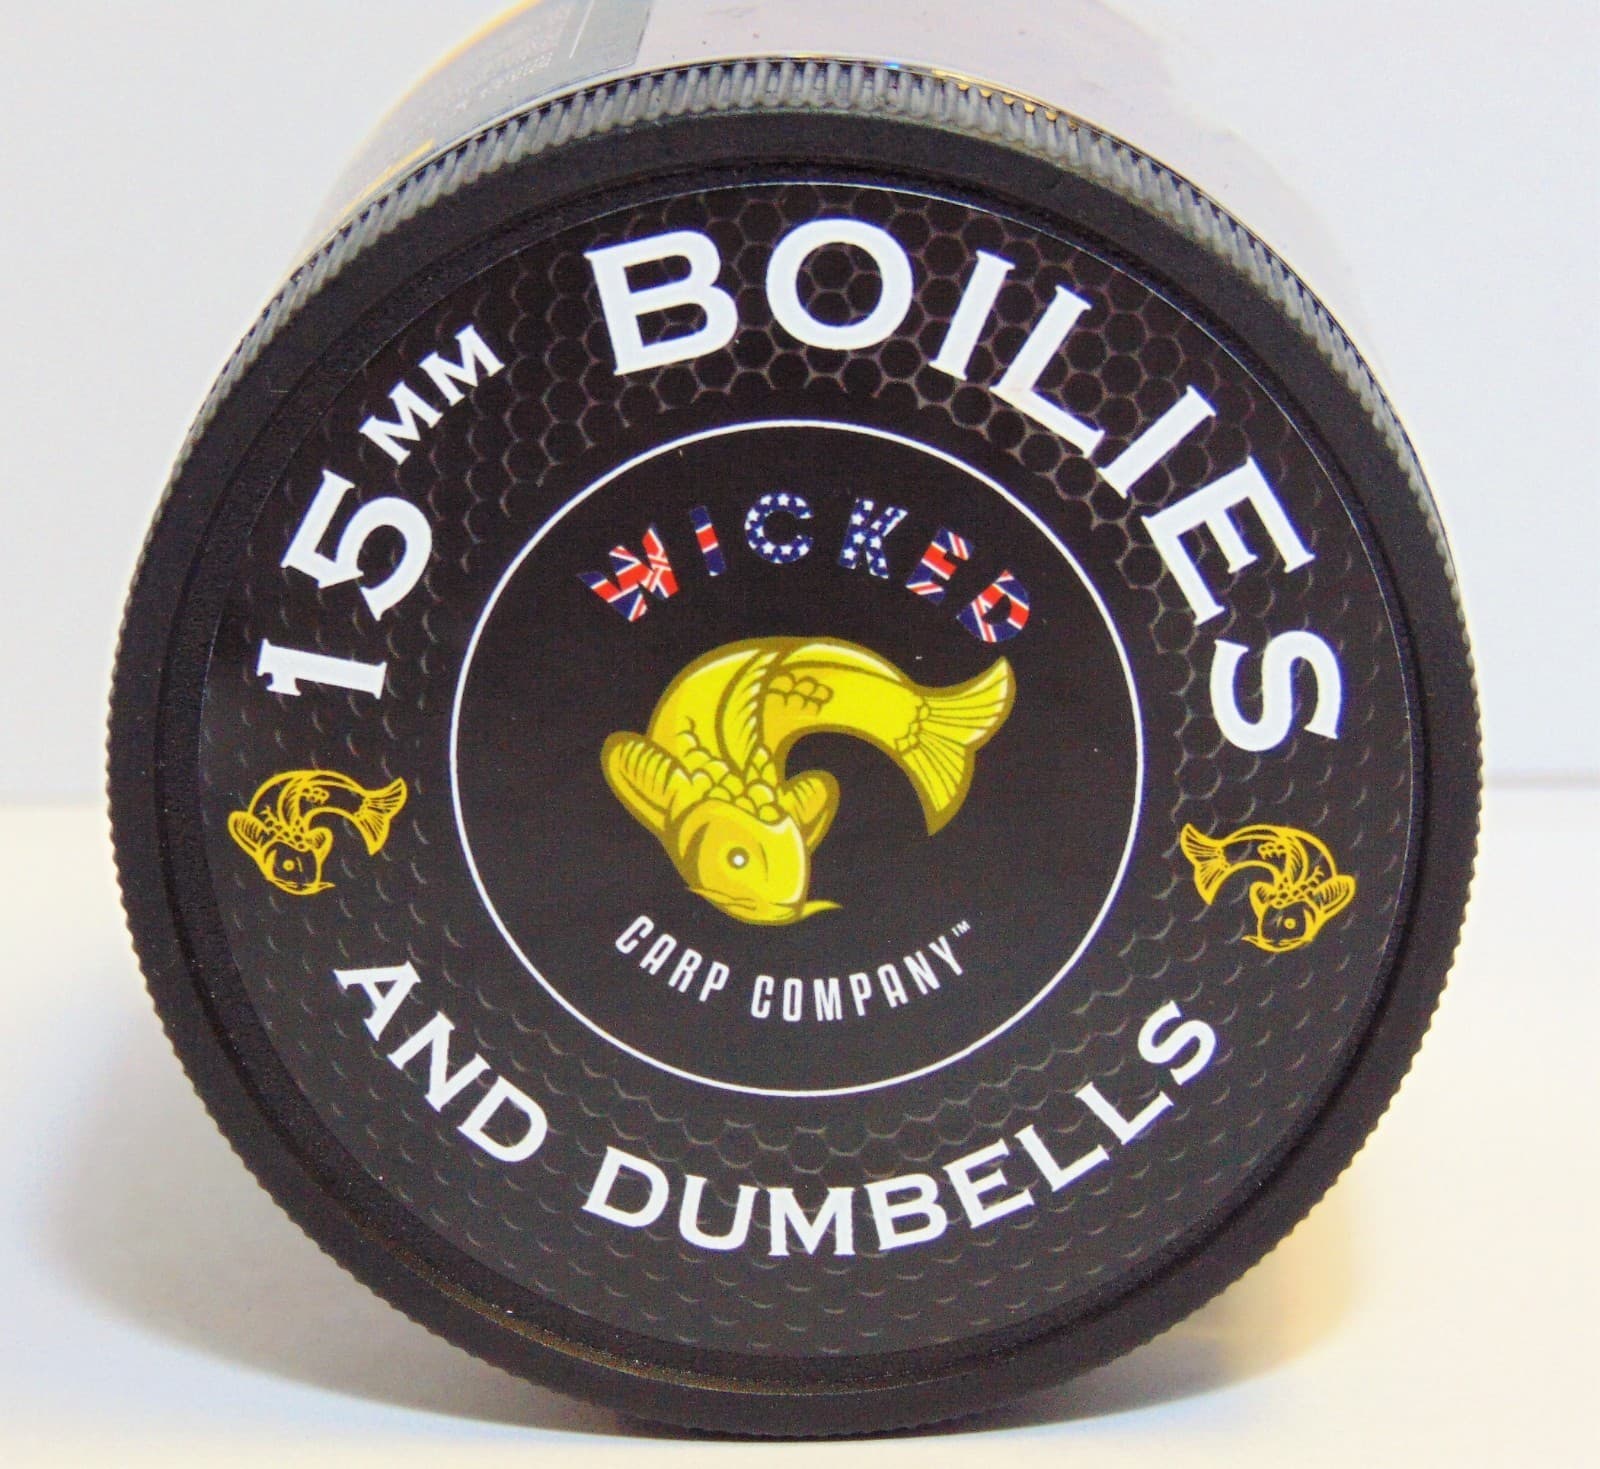 15MM BOILIES
WICKED
CARP COMPANY™
AND DUMBELLS